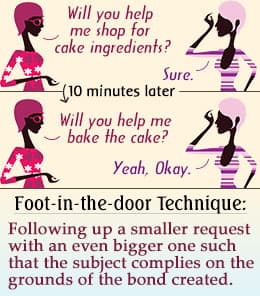 Will you help
me shop for
cake ingredients?
Sure.
(10 minutes later
Will you help me
bake the cake?
Yeah, Okay.
Foot-in-the-door Technique:
Following up a smaller request
with an even bigger one such
that the subject complies on the
grounds of the bond created.